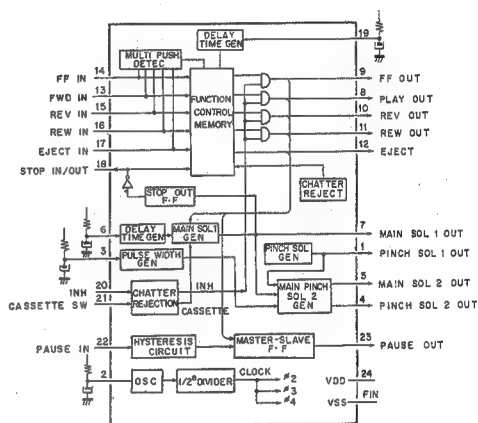 DELAY
TIME GEN
19
MULTI PUSH
DETEC
14
FF IN
13
FWD IN
15
REV IN
16
REW IN
17
EJECT IN
18
STOP IN/OUT
FUNCTION
CONTROL
MEMORY
9 FF OUT
8 PLAY OUT
10 REV OUT
11 REW OUT
12 EJECT
CHATTER
REJECT
STOP OUT
F·F
6
DELAY
TIME GEN
MAIN SOL1
GEN
7 MAIN SOL 1 OUT
3
PULSE WIDTH
GEN
PINCH SOL
GEN
1 PINCH SOL 1 OUT
MAIN PINCH
SOL 2
GEN
5 MAIN SOL 2 OUT
4 PINCH SOL 2 OUT
20
INH
21
CASSETTE SW
CHATTER
REJECTION
INH
CASSETTE
22
PAUSE IN
HYSTERESIS
CIRCUIT
MASTER-SLAVE
F·F
23 PAUSE OUT
2
OSC
1/2⁸ DIVIDER
CLOCK
ø2
ø3
ø4
VDD 24
VSS FIN